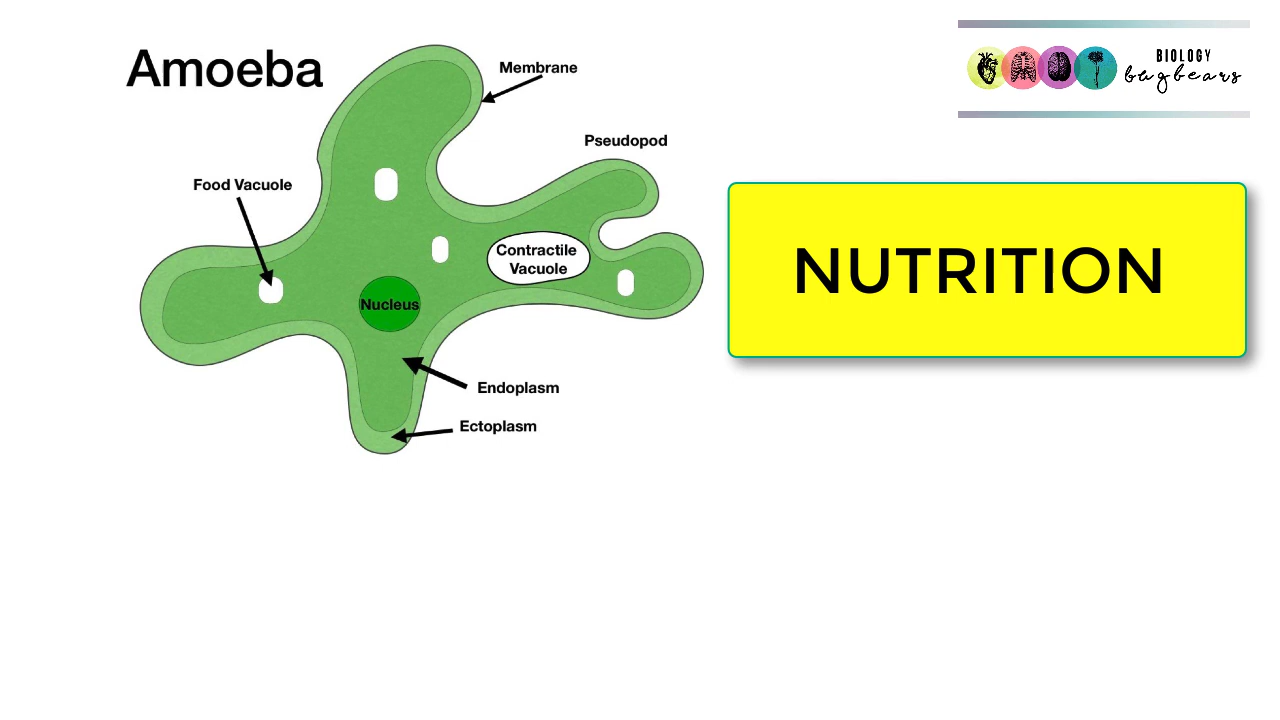 Amoeba
Membrane
Pseudopod
Food Vacuole
Contractile
Vacuole
Nucleus
Endoplasm
Ectoplasm
BIOLOGY
bugbears
NUTRITION